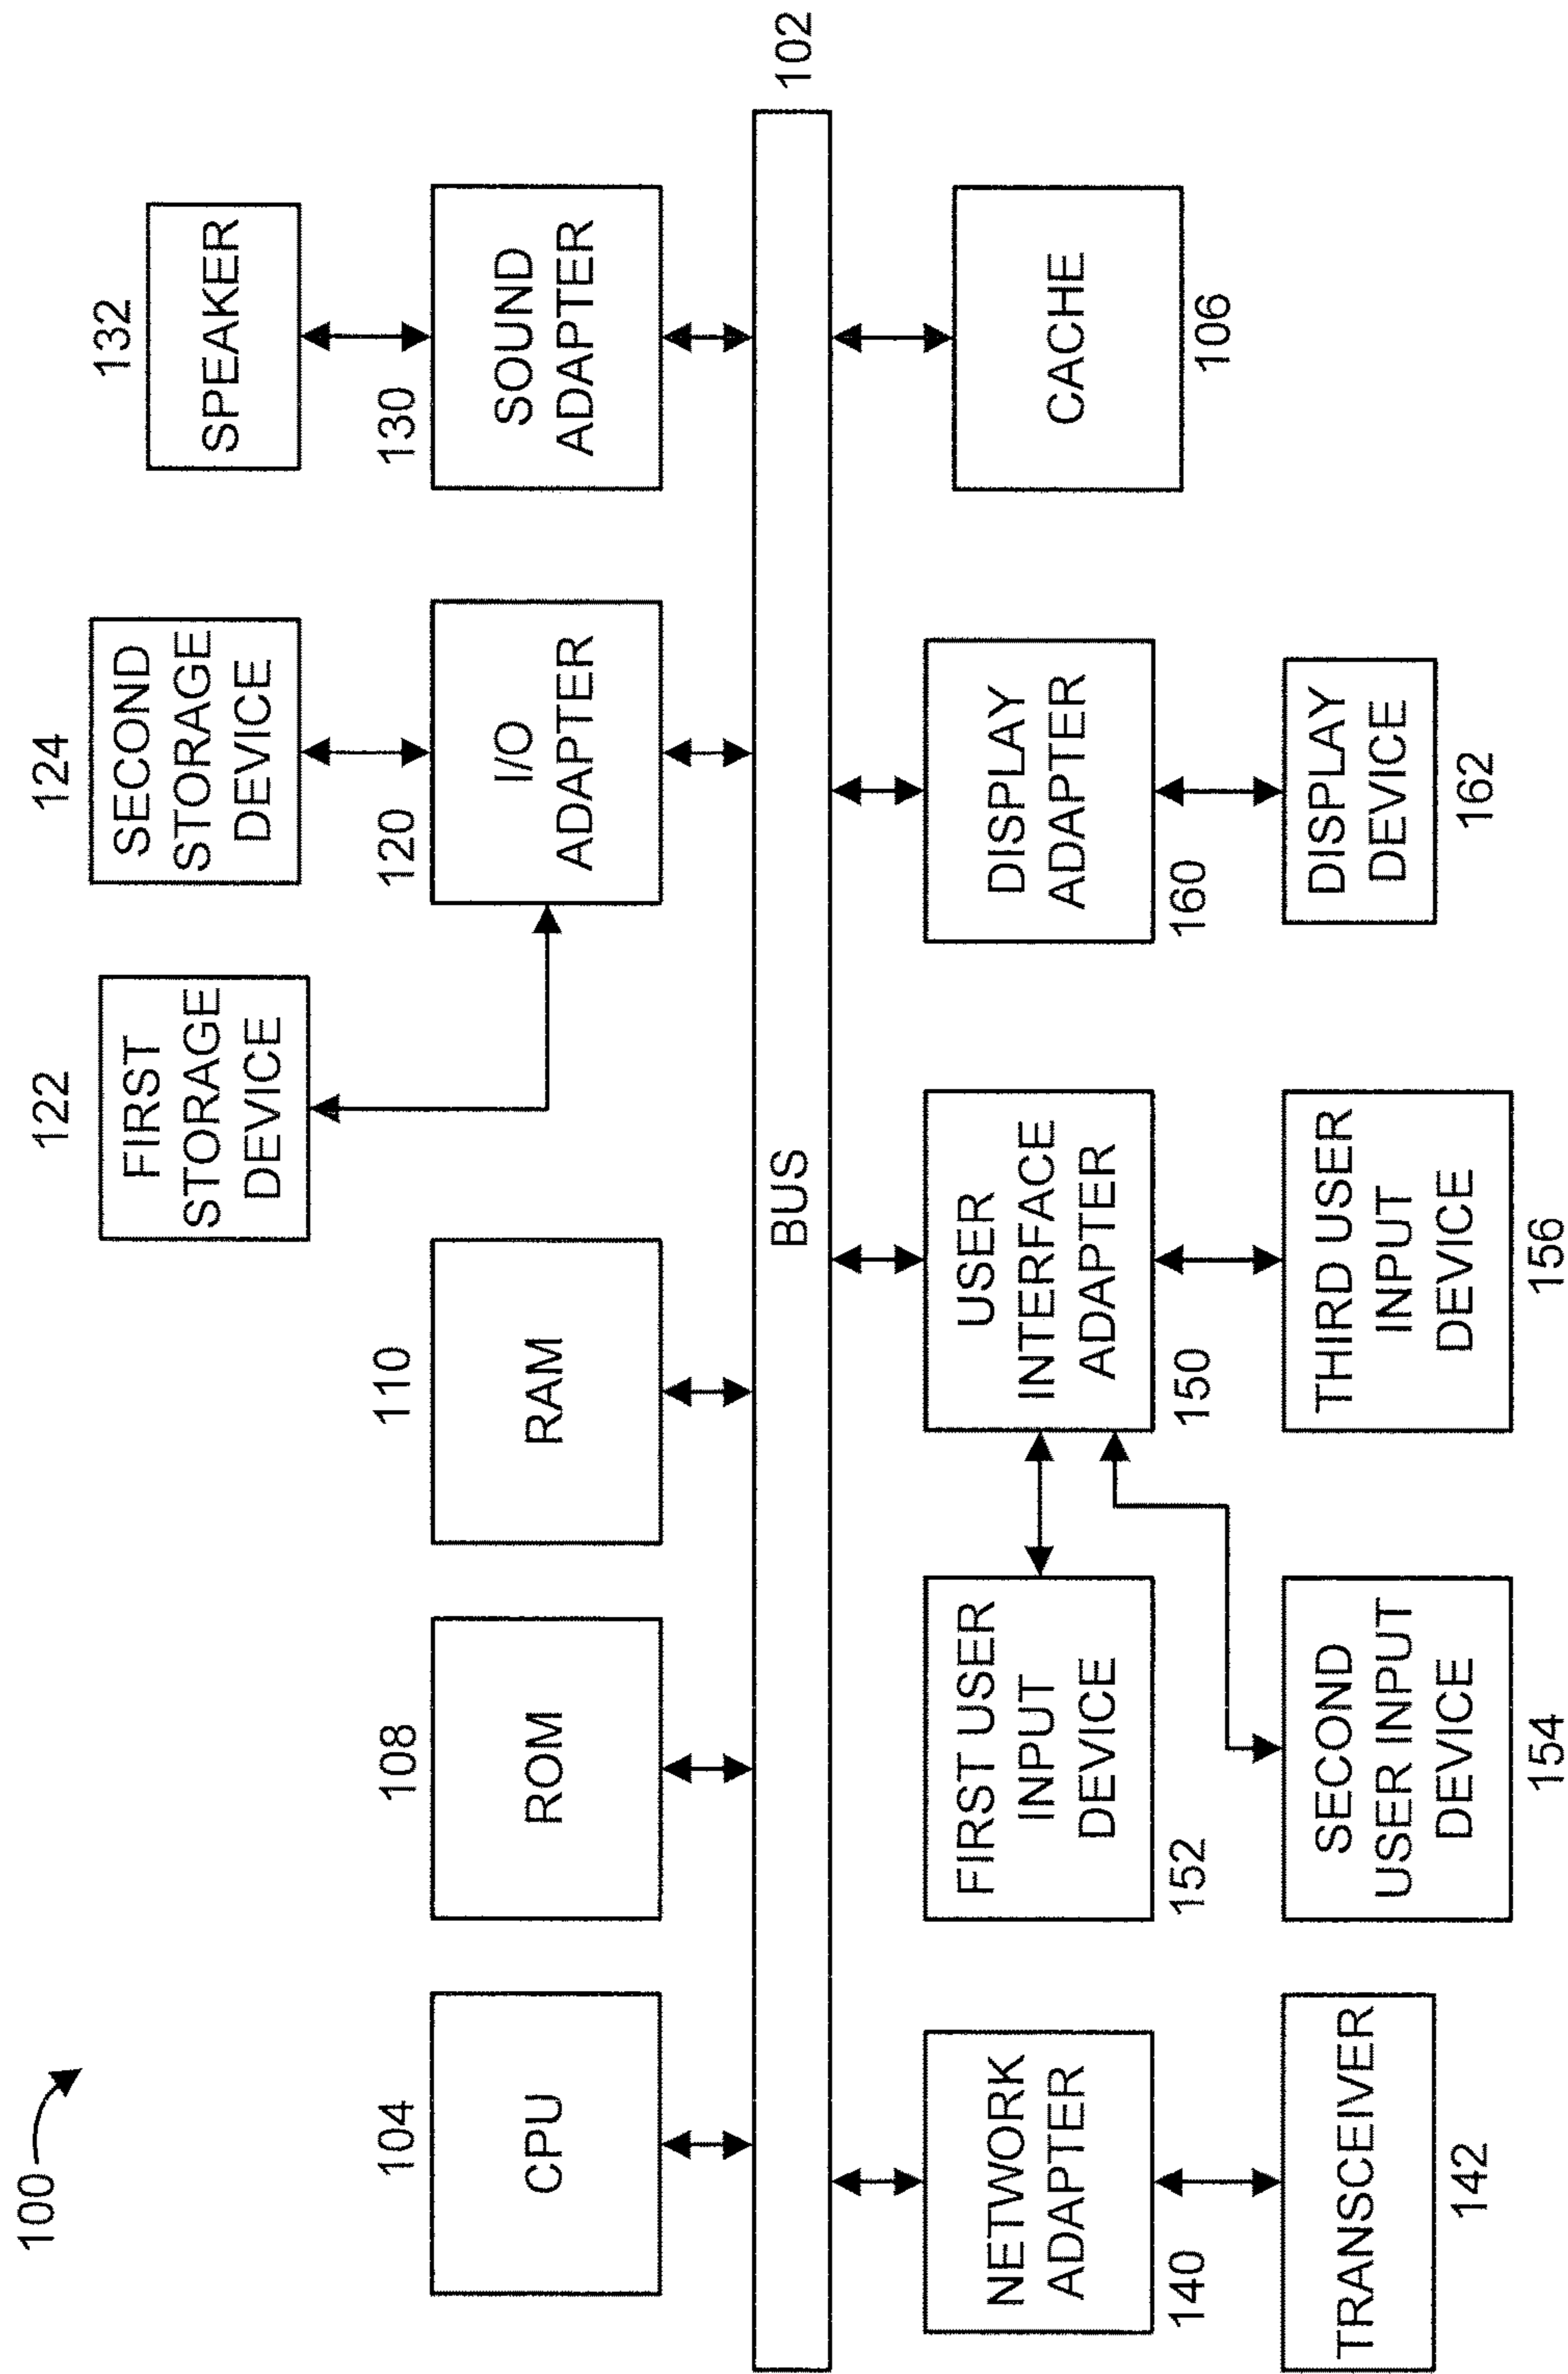 100
122
FIRST
STORAGE
DEVICE
124
SECOND
STORAGE
DEVICE
132
SPEAKER
104
CPU
108
ROM
110
RAM
120
I/O
ADAPTER
130
SOUND
ADAPTER
BUS
102
NETWORK
ADAPTER
140
FIRST USER
INPUT
DEVICE
152
USER
INTERFACE
ADAPTER
150
DISPLAY
ADAPTER
160
CACHE
106
TRANSCEIVER
142
SECOND
USER INPUT
DEVICE
154
THIRD USER
INPUT
DEVICE
156
DISPLAY
DEVICE
162